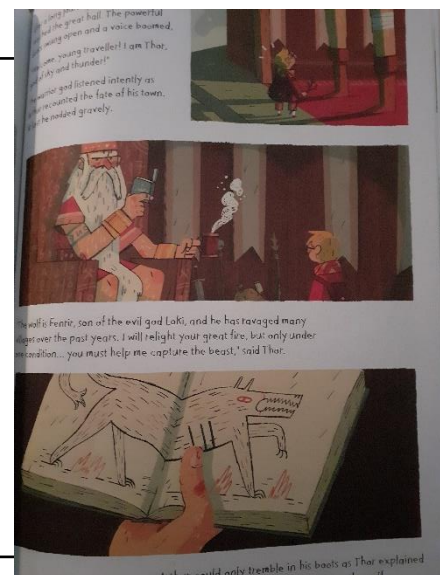 the great hall. The powerful
swung open and a voice boomed,
young traveller! I am Thor,
sky and thunder!"
warrior god listened intently as
recounted the fate of his town,
he nodded gravely.
wolf is Fenrir, son of the evil god Loki, and he has ravaged many
over the past years. I will relight your great fire, but only under
condition... you must help me capture the beast," said Thor.
could only tremble in his boots as Thor explained